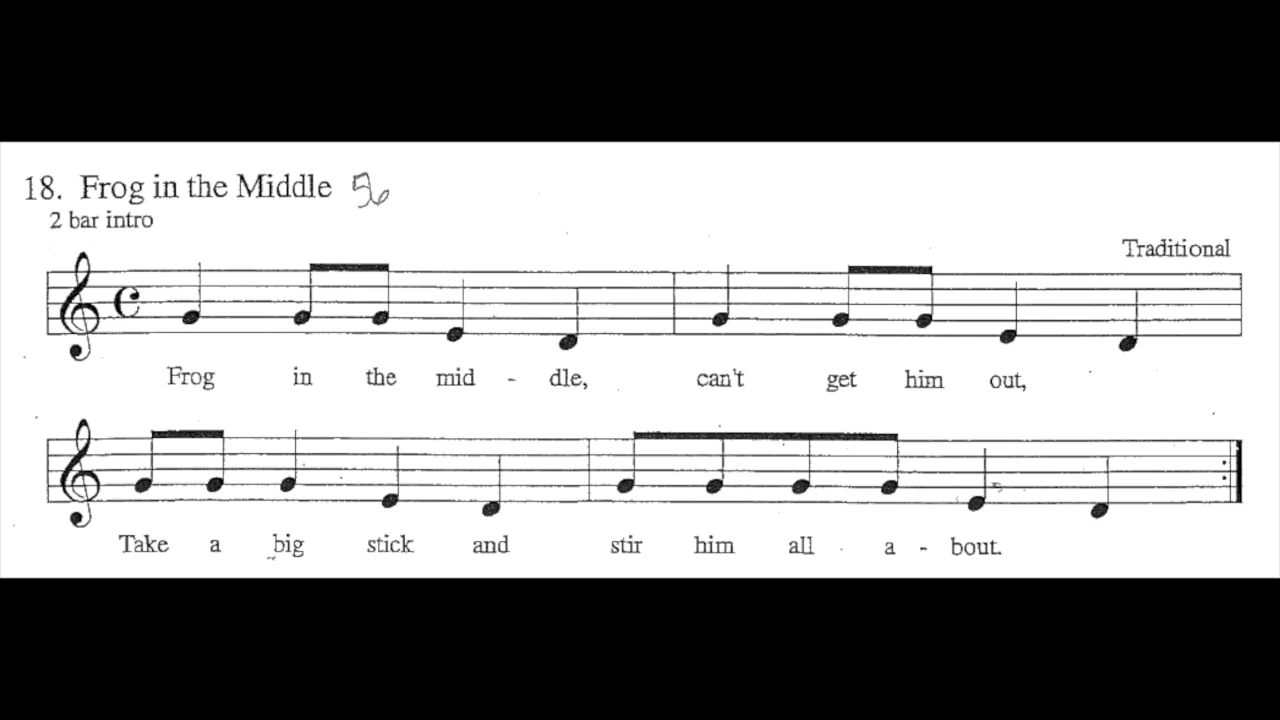 18. Frog in the Middle 56
2 bar intro
Traditional
Frog in the mid - dle, can't get him out,
Take a big stick and stir him all a - bout.